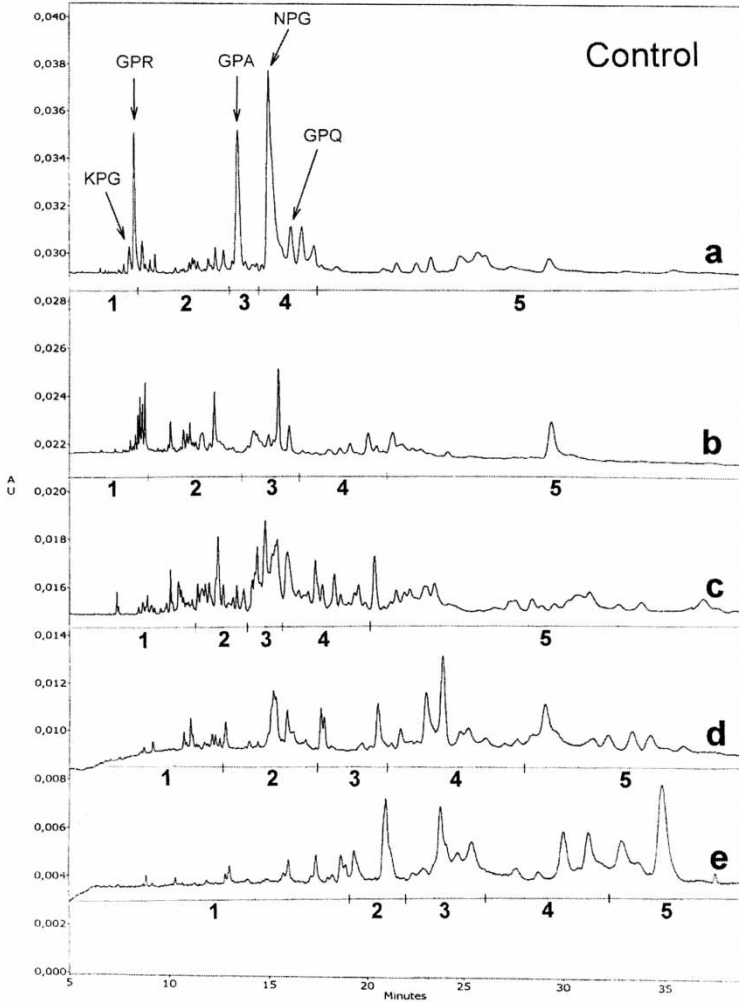 0,040
NPG
Control
0,038
GPR
GPA
0,036
GPQ
0,034
KPG
0,032
0,030
a
1 2 3 4 5
0,028
0,026
0,024
b
0,022
1 2 3 4 5
A
U
0,020
0,018
c
0,016
1 2 3 4 5
0,014
0,012
d
0,010
1 2 3 4 5
0,008
0,006
e
0,004
1 2 3 4 5
0,002
0,000
5 10 15 20 25 30 35
Minutes